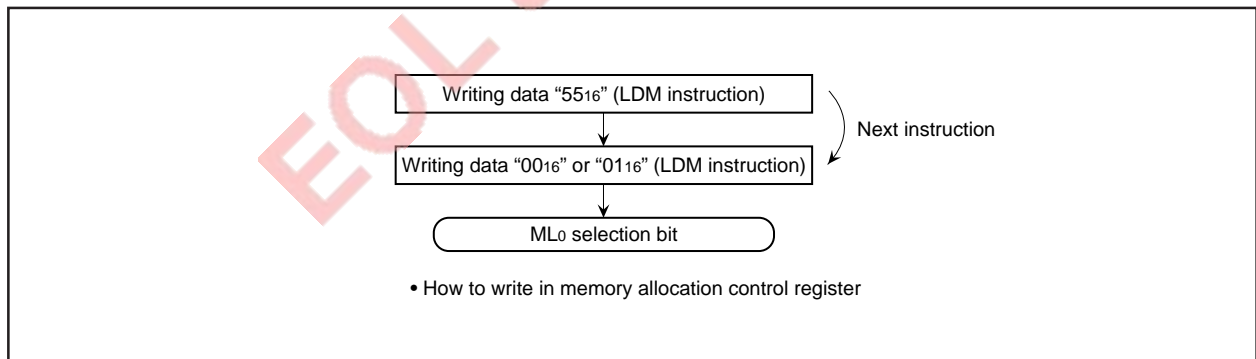 EOL
Writing data “5516” (LDM instruction)
Next instruction
Writing data “0016” or “0116” (LDM instruction)
ML0 selection bit
• How to write in memory allocation control register